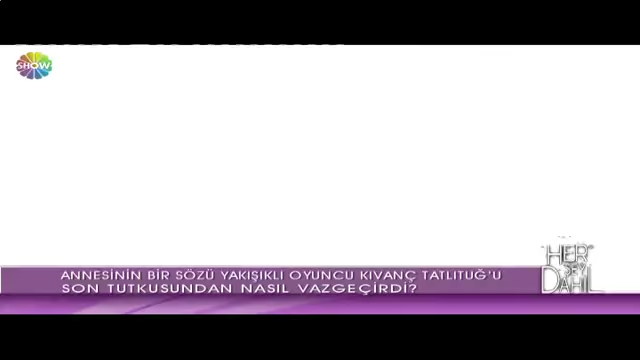 SHOW
"HER
ŞEY
DAHİL
ANNESİNİN BİR SÖZÜ YAKIŞIKLI OYUNCU KIVANÇ TATLITUĞ'U
SON TUTKUSUNDAN NASIL VAZGEÇİRDİ?